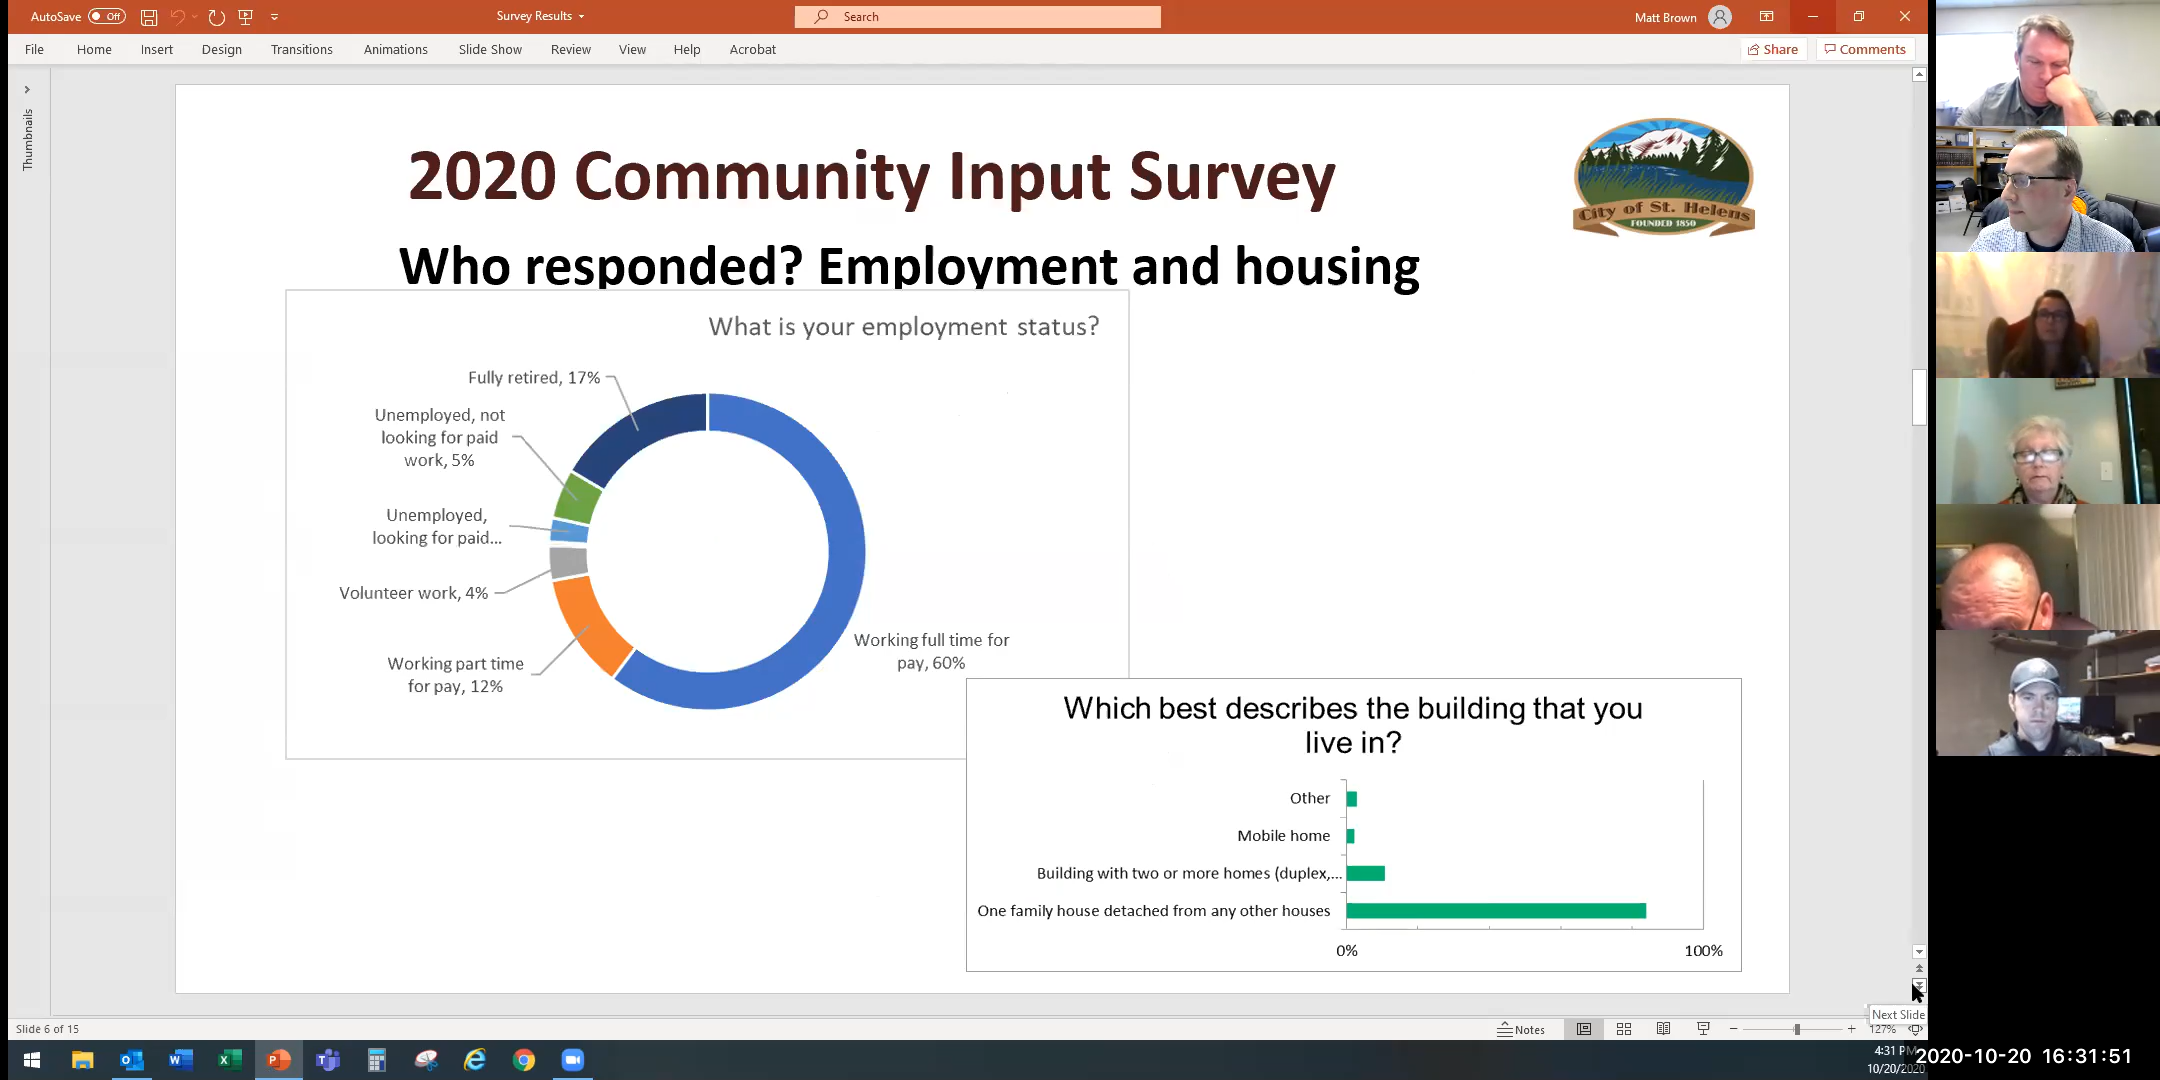 AutoSave Off
Survey Results
Search
Matt Brown
File Home Insert Design Transitions Animations Slide Show Review View Help Acrobat
Share Comments
Thumbnails
2020 Community Input Survey
City of St. Helens
FOUNDED 1850
Who responded? Employment and housing
What is your employment status?
Fully retired, 17%
Unemployed, not
looking for paid
work, 5%
Unemployed,
looking for paid...
Volunteer work, 4%
Working part time
for pay, 12%
Working full time for
pay, 60%
Which best describes the building that you
live in?
Other
Mobile home
Building with two or more homes (duplex,...
One family house detached from any other houses
0% 100%
Next Slide
Slide 6 of 15
Notes
127%
4:31 PM
10/20/2020
2020-10-20 16:31:51